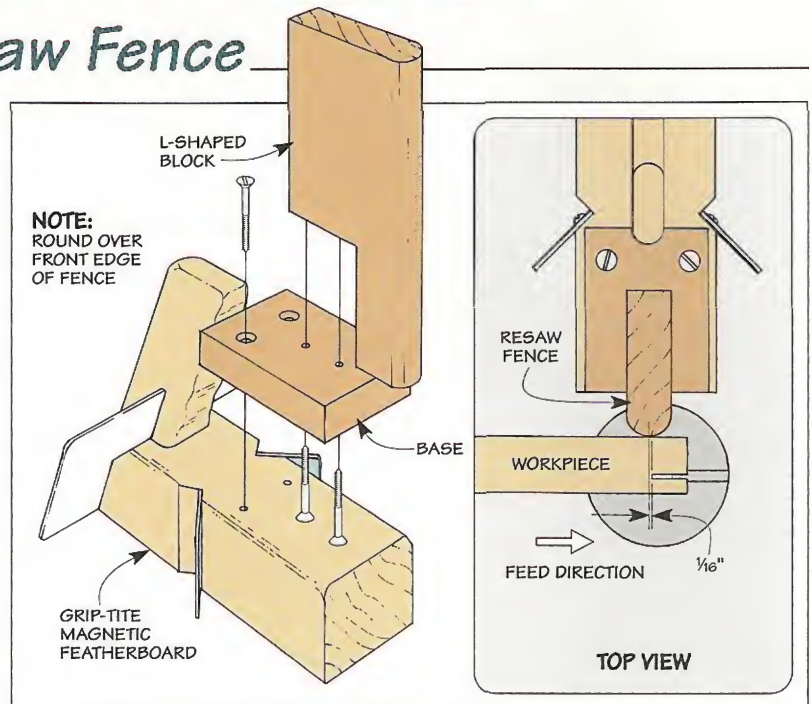 aw Fence
L-SHAPED
BLOCK
NOTE:
ROUND OVER
FRONT EDGE
OF FENCE
BASE
GRIP-TITE
MAGNETIC
FEATHERBOARD
RESAW
FENCE
WORKPIECE
FEED DIRECTION
1/16"
TOP VIEW